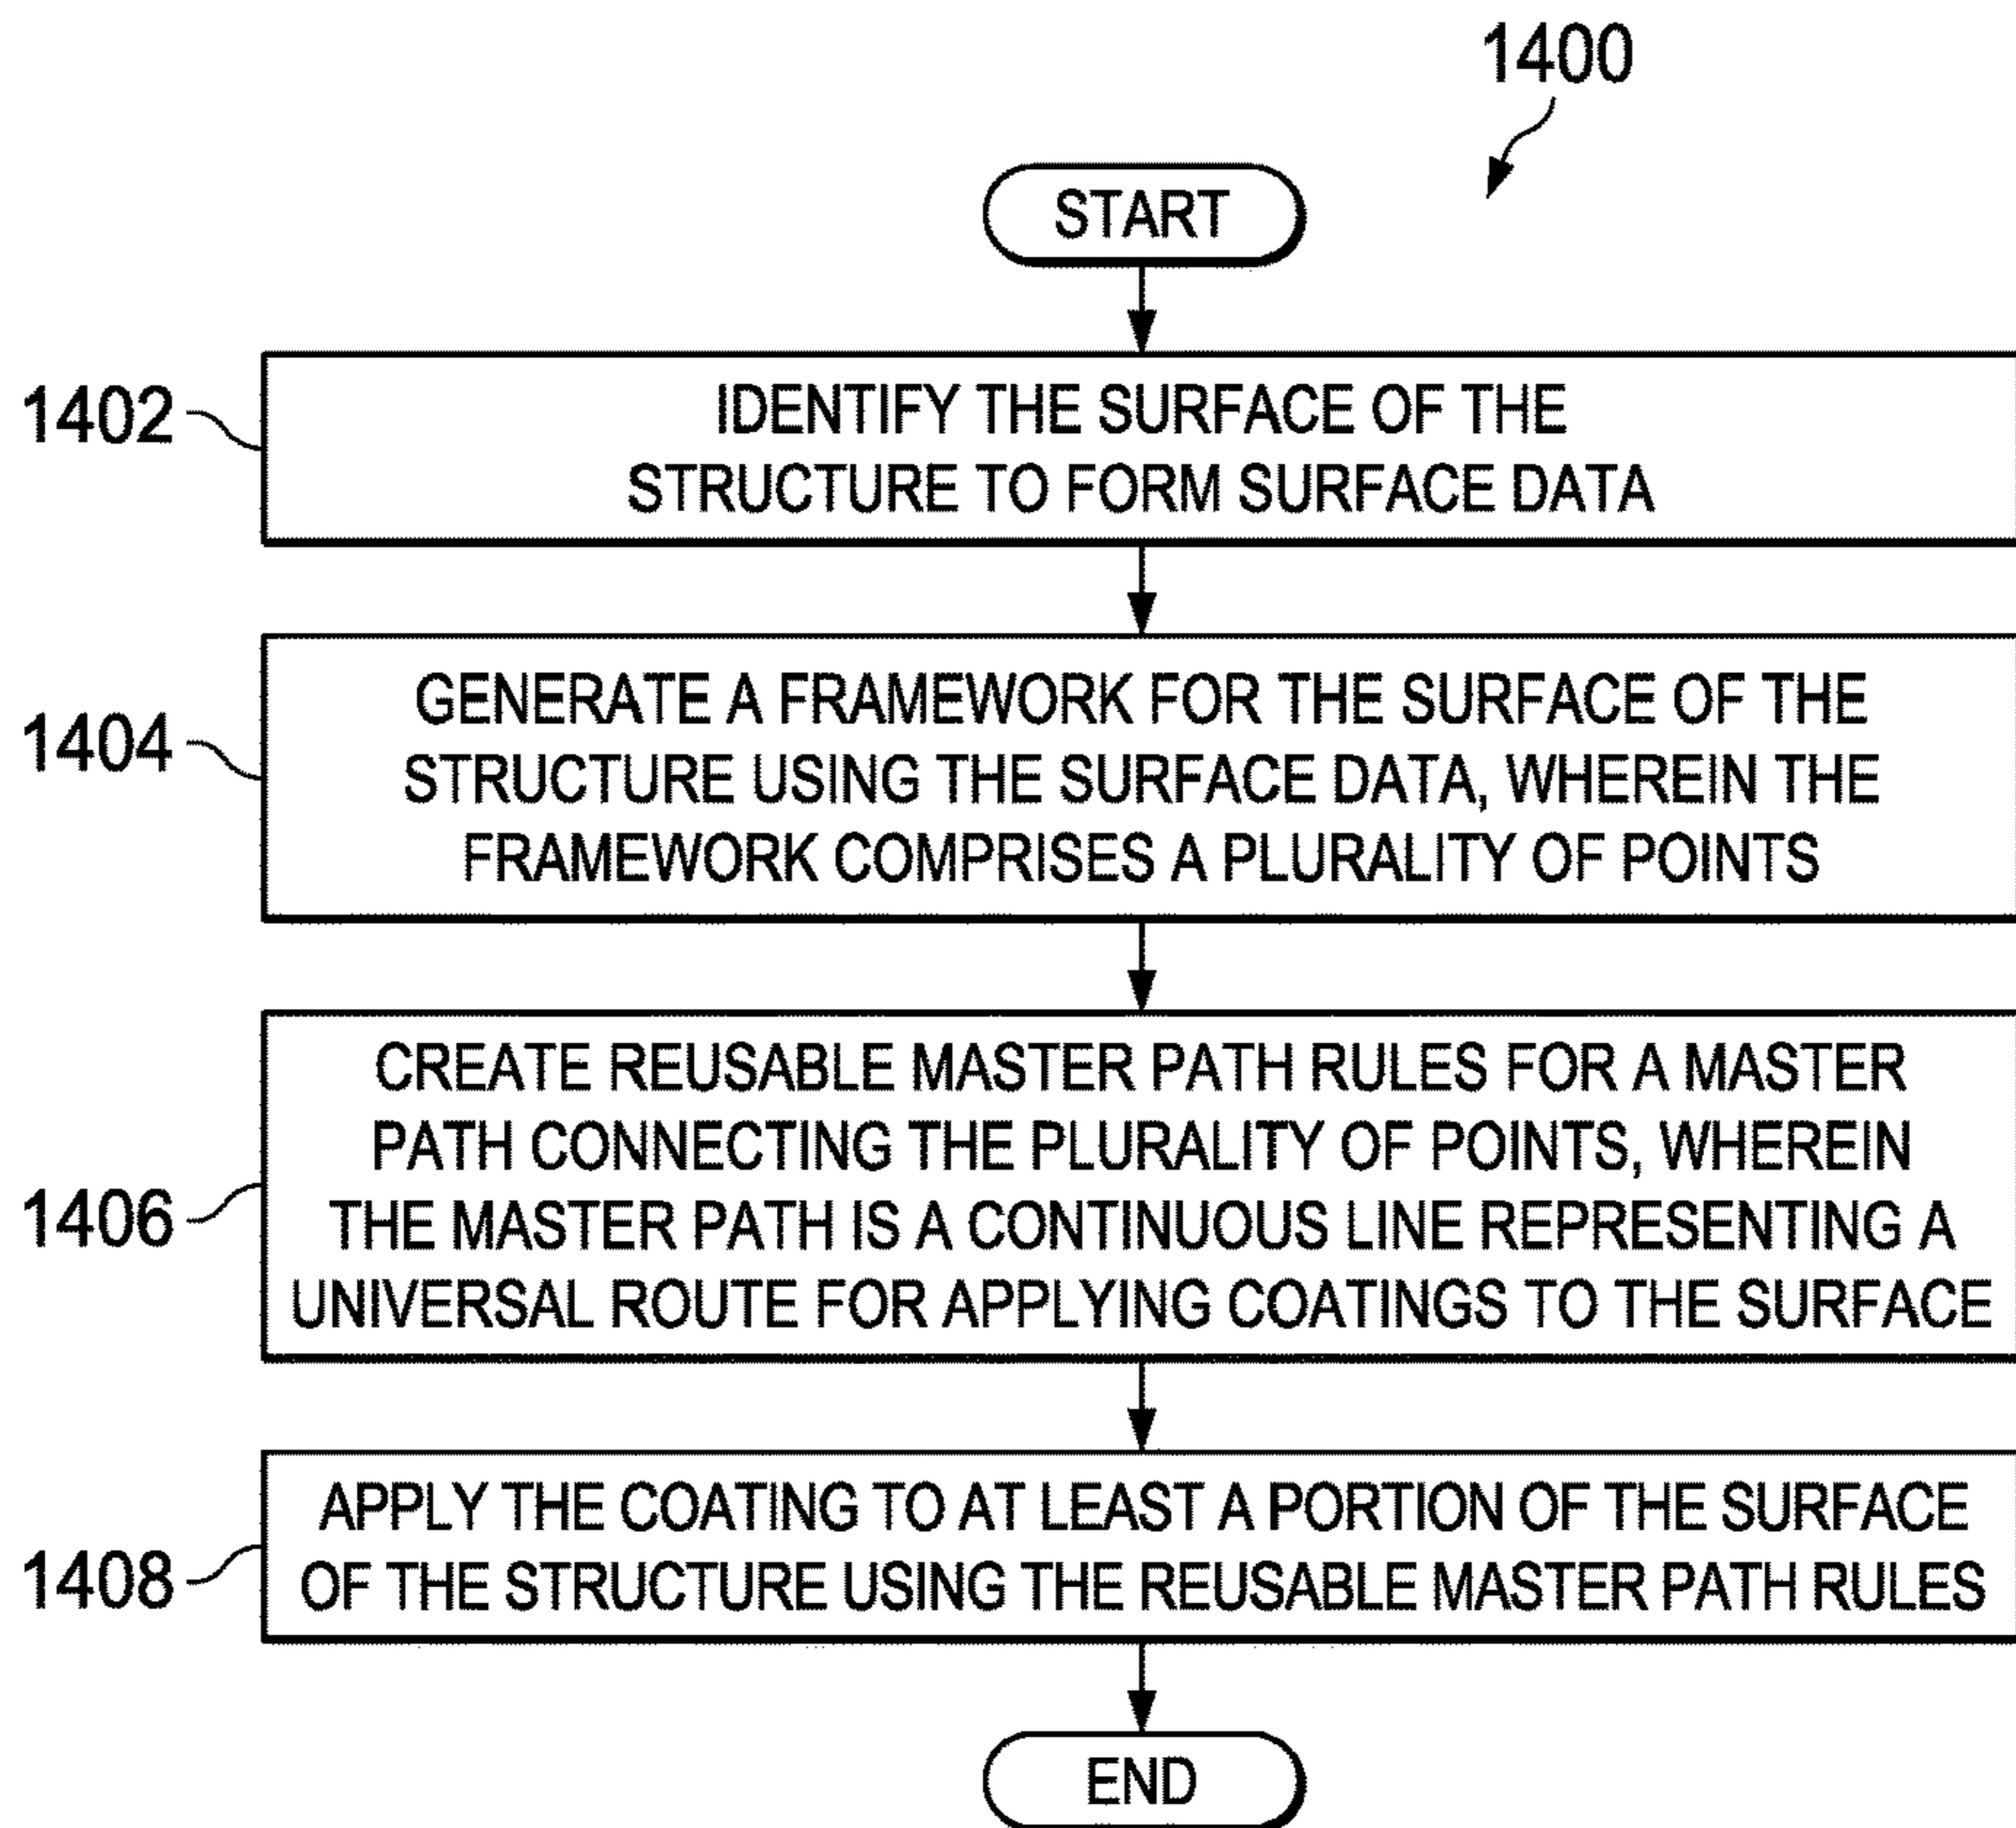 1400
START
1402
IDENTIFY THE SURFACE OF THE
STRUCTURE TO FORM SURFACE DATA
1404
GENERATE A FRAMEWORK FOR THE SURFACE OF THE
STRUCTURE USING THE SURFACE DATA, WHEREIN THE
FRAMEWORK COMPRISES A PLURALITY OF POINTS
1406
CREATE REUSABLE MASTER PATH RULES FOR A MASTER
PATH CONNECTING THE PLURALITY OF POINTS, WHEREIN
THE MASTER PATH IS A CONTINUOUS LINE REPRESENTING A
UNIVERSAL ROUTE FOR APPLYING COATINGS TO THE SURFACE
1408
APPLY THE COATING TO AT LEAST A PORTION OF THE SURFACE
OF THE STRUCTURE USING THE REUSABLE MASTER PATH RULES
END